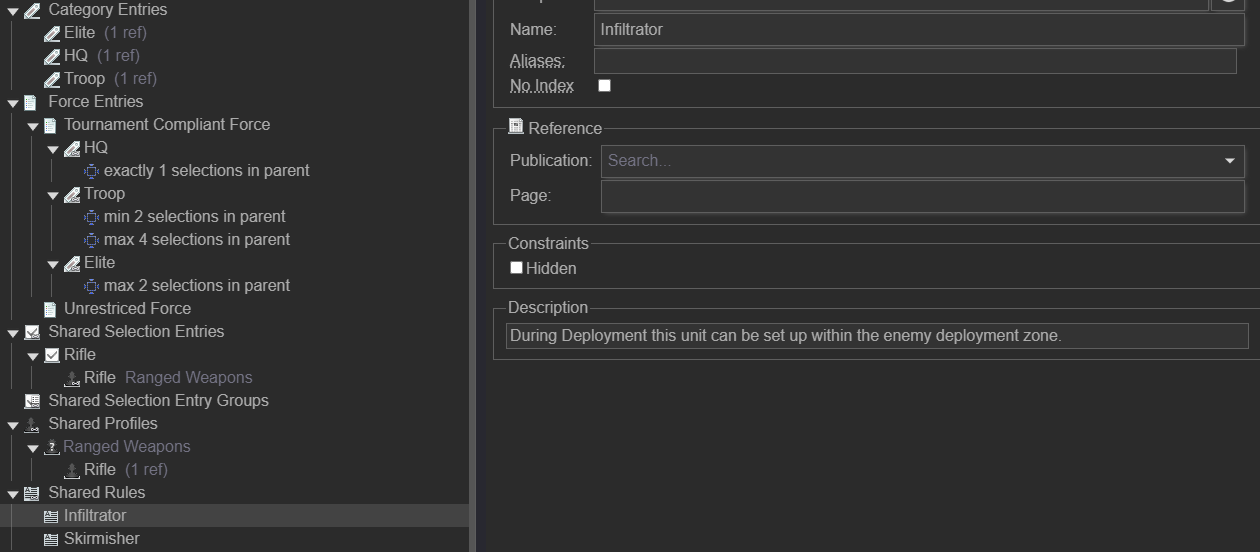 Category Entries
Elite (1 ref)
HQ (1 ref)
Troop (1 ref)
Force Entries
Tournament Compliant Force
HQ
exactly 1 selections in parent
Troop
min 2 selections in parent
max 4 selections in parent
Elite
max 2 selections in parent
Unrestriced Force
Shared Selection Entries
Rifle
Rifle Ranged Weapons
Shared Selection Entry Groups
Shared Profiles
Ranged Weapons
Rifle (1 ref)
Shared Rules
Infiltrator
Skirmisher
Name: Infiltrator
Aliases:
No Index
Reference
Publication: Search...
Page:
Constraints
Hidden
Description
During Deployment this unit can be set up within the enemy deployment zone.